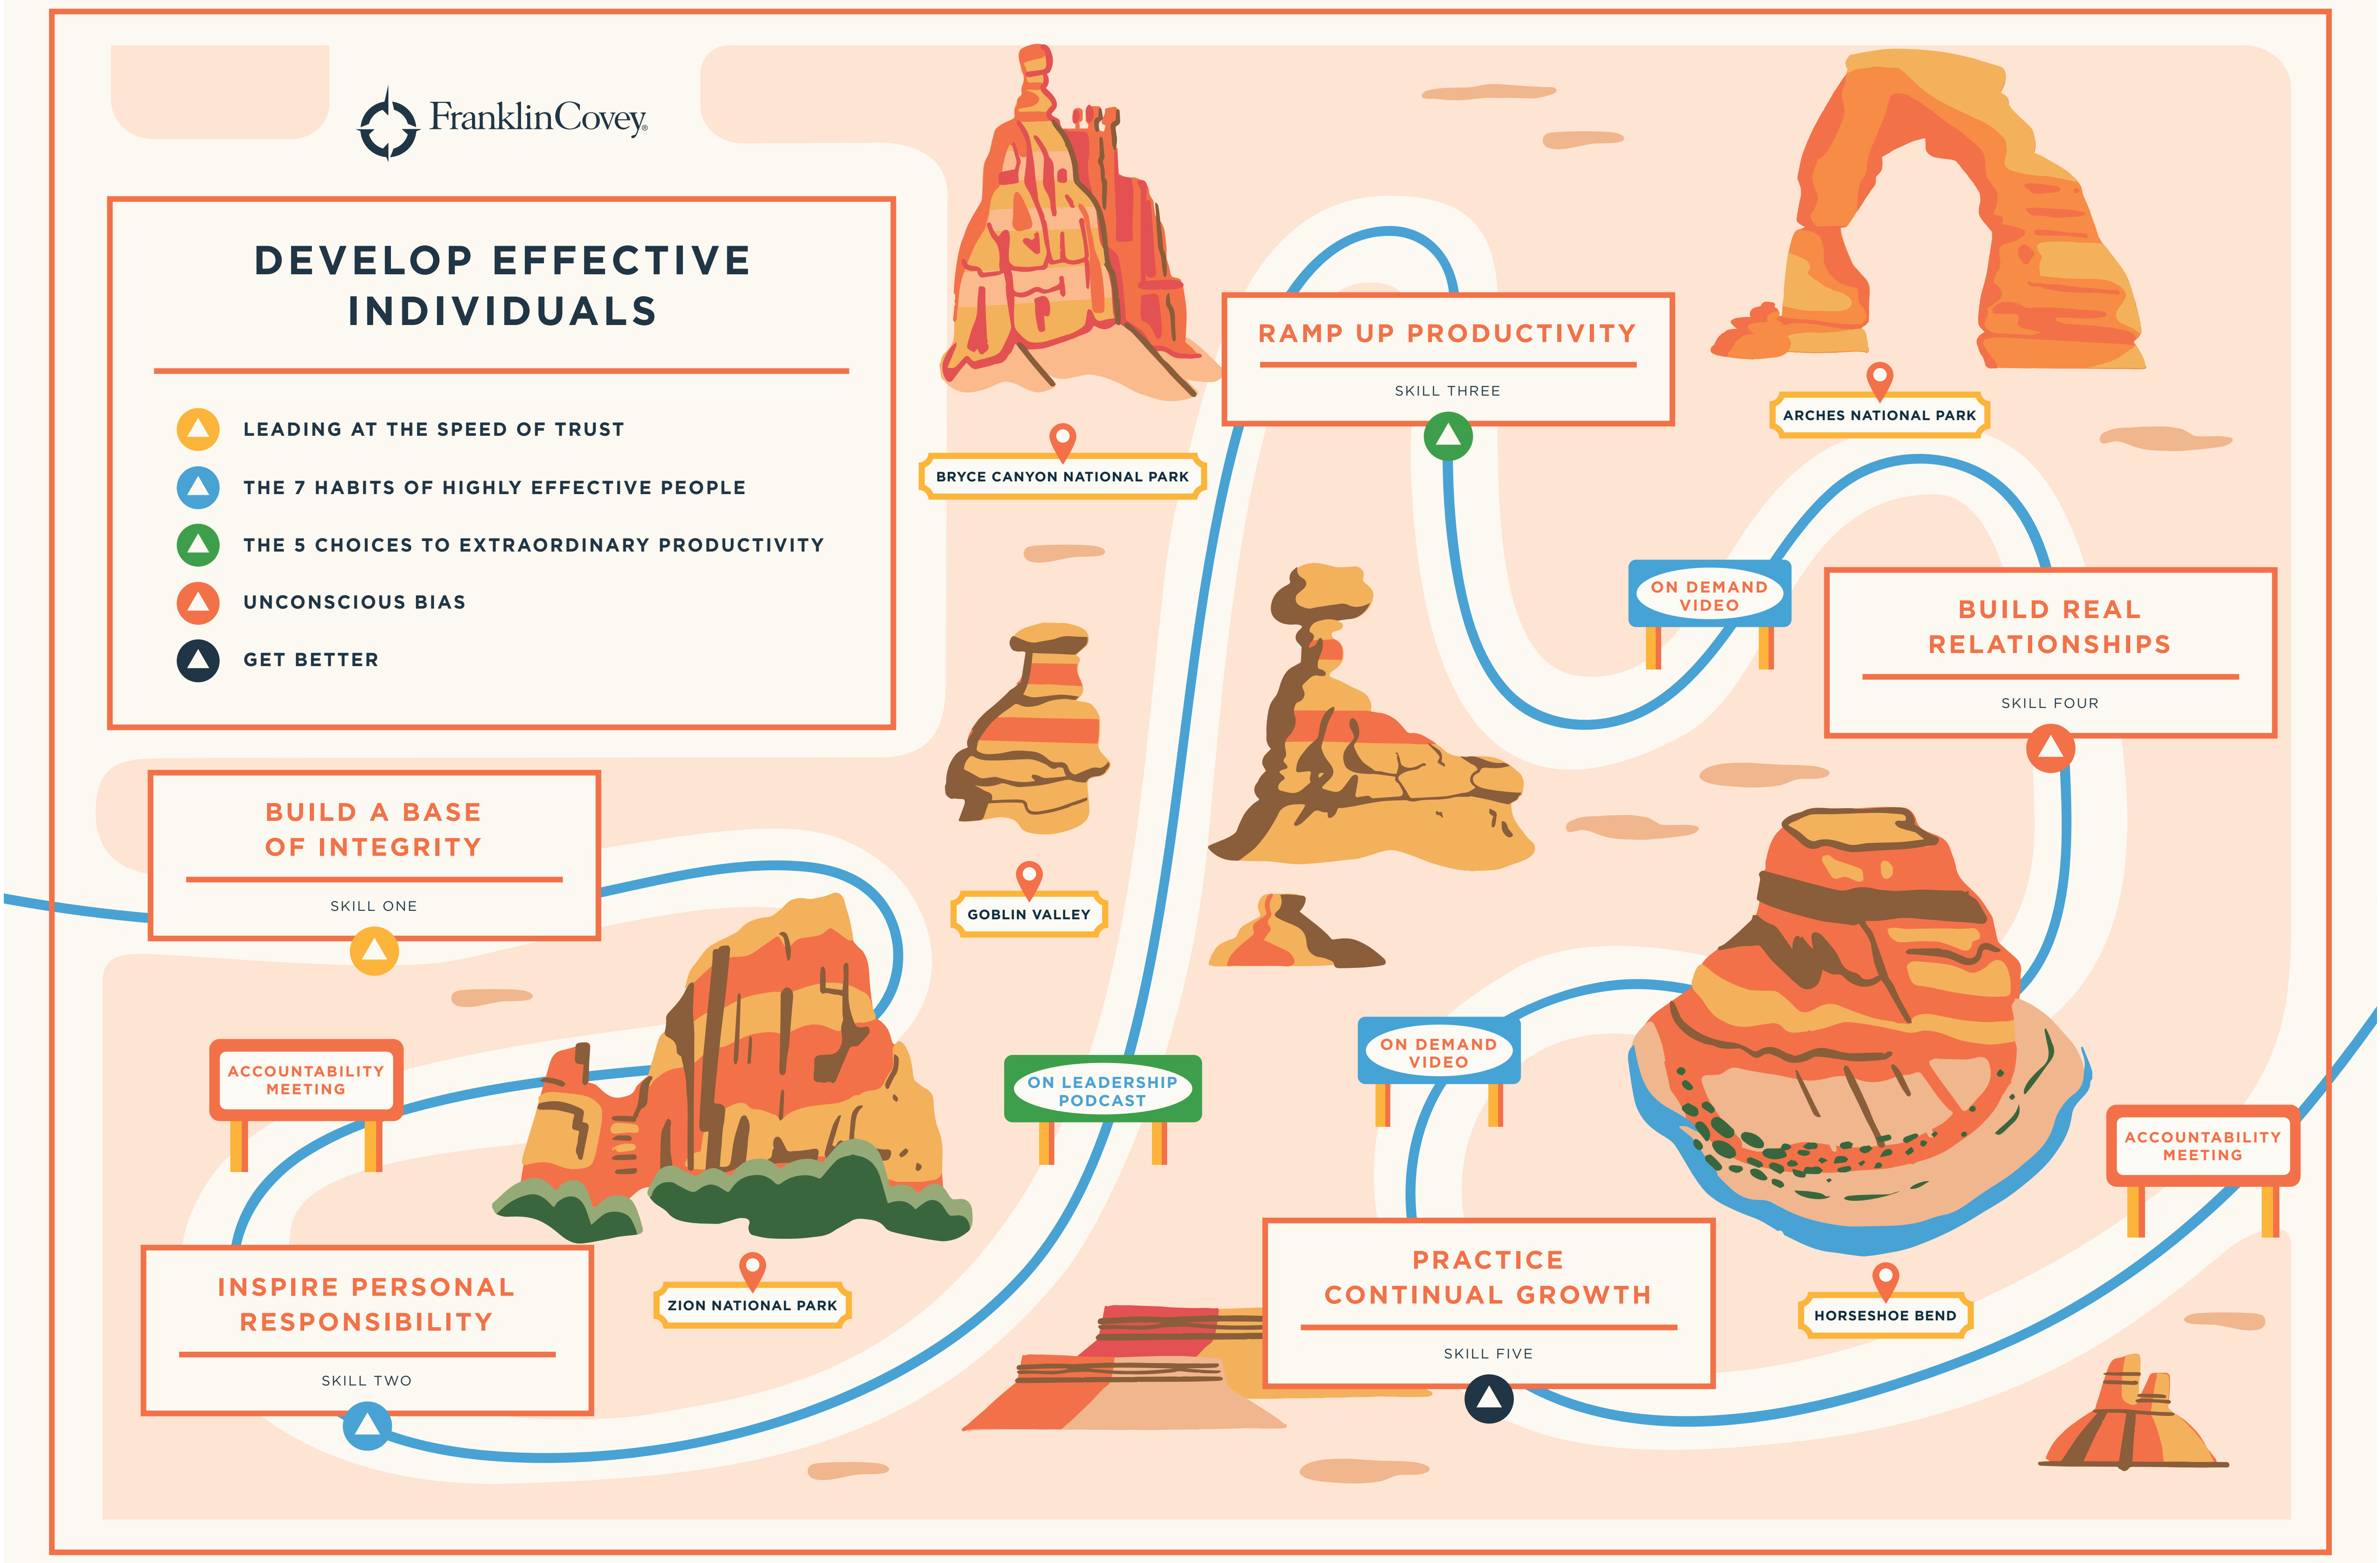 FranklinCovey®
DEVELOP EFFECTIVE
INDIVIDUALS
LEADING AT THE SPEED OF TRUST
THE 7 HABITS OF HIGHLY EFFECTIVE PEOPLE
THE 5 CHOICES TO EXTRAORDINARY PRODUCTIVITY
UNCONSCIOUS BIAS
GET BETTER
BRYCE CANYON NATIONAL PARK
RAMP UP PRODUCTIVITY
SKILL THREE
ARCHES NATIONAL PARK
ON DEMAND
VIDEO
BUILD REAL
RELATIONSHIPS
SKILL FOUR
BUILD A BASE
OF INTEGRITY
SKILL ONE
GOBLIN VALLEY
ACCOUNTABILITY
MEETING
ON LEADERSHIP
PODCAST
ON DEMAND
VIDEO
ACCOUNTABILITY
MEETING
INSPIRE PERSONAL
RESPONSIBILITY
SKILL TWO
ZION NATIONAL PARK
PRACTICE
CONTINUAL GROWTH
SKILL FIVE
HORSESHOE BEND